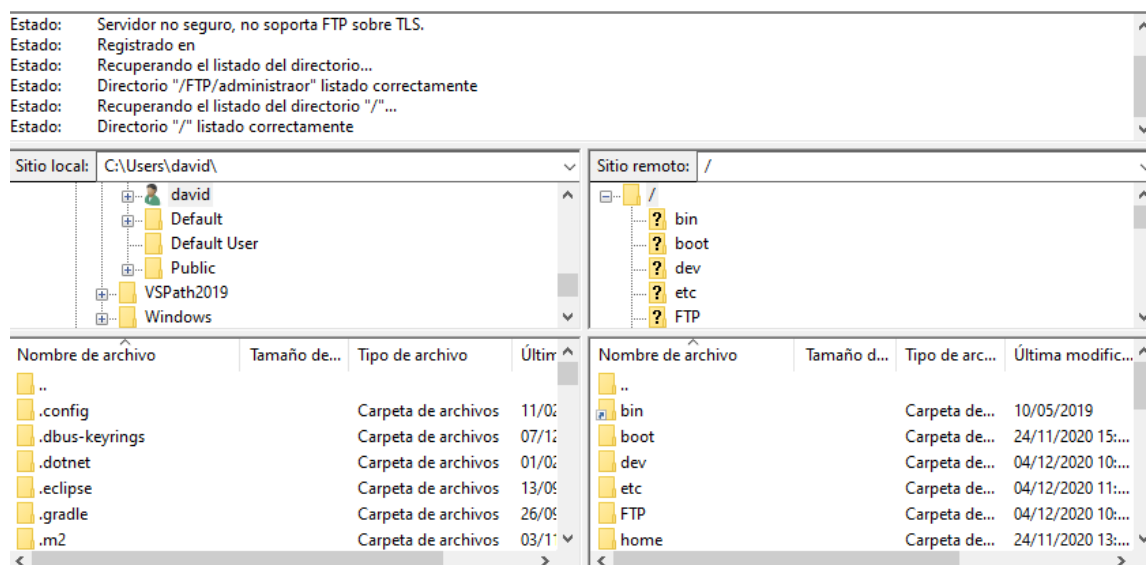 Estado: Servidor no seguro, no soporta FTP sobre TLS.
Estado: Registrado en
Estado: Recuperando el listado del directorio...
Estado: Directorio "/FTP/administraor" listado correctamente
Estado: Recuperando el listado del directorio "/"...
Estado: Directorio "/" listado correctamente
Sitio local: C:\Users\david\
david
Default
Default User
Public
VSPath2019
Windows
Sitio remoto: /
/
? bin
? boot
? dev
? etc
? FTP
Nombre de archivo Tamaño de... Tipo de archivo Últim
..
.config Carpeta de archivos 11/02
.dbus-keyrings Carpeta de archivos 07/12
.dotnet Carpeta de archivos 01/02
.eclipse Carpeta de archivos 13/09
.gradle Carpeta de archivos 26/09
.m2 Carpeta de archivos 03/11
Nombre de archivo Tamaño d... Tipo de arc... Última modific...
..
bin Carpeta de... 10/05/2019
boot Carpeta de... 24/11/2020 15:...
dev Carpeta de... 04/12/2020 10:...
etc Carpeta de... 04/12/2020 11:...
FTP Carpeta de... 04/12/2020 10:...
home Carpeta de... 24/11/2020 13:...